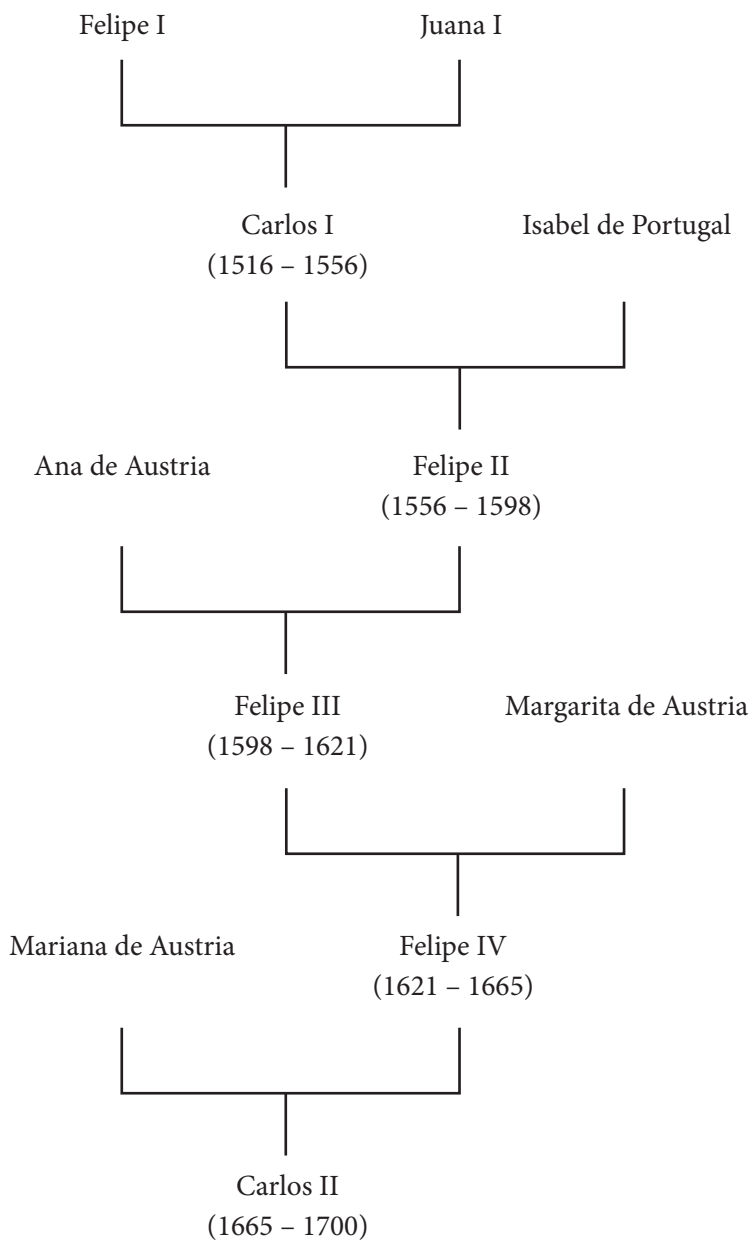 Felipe I
Juana I
Carlos I
(1516 – 1556)
Isabel de Portugal
Ana de Austria
Felipe II
(1556 – 1598)
Felipe III
(1598 – 1621)
Margarita de Austria
Mariana de Austria
Felipe IV
(1621 – 1665)
Carlos II
(1665 – 1700)